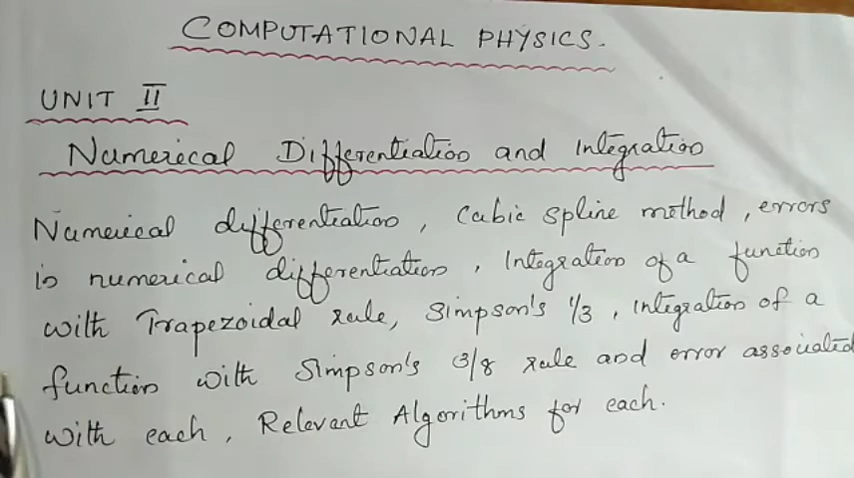 COMPUTATIONAL PHYSICS.
UNIT II
Numerical Differentiation and Integration
Numerical differentiation, Cubic Spline method, errors
in numerical differentiation, Integration of a function
with Trapezoidal rule, Simpson's 1/3, integration of a
function with Simpson's 3/8 rule and error associated
with each, Relevant Algorithms for each.